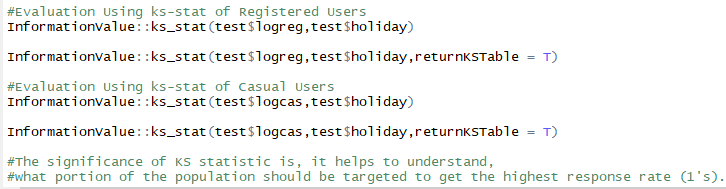 #Evaluation Using ks-stat of Registered Users
InformationValue::ks_stat(test$logreg,test$holiday)
InformationValue::ks_stat(test$logreg,test$holiday,returnKSTable = T)
#Evaluation Using ks-stat of Casual Users
InformationValue::ks_stat(test$logcas,test$holiday)
InformationValue::ks_stat(test$logcas,test$holiday,returnKSTable = T)
#The significance of KS statistic is, it helps to understand,
#what portion of the population should be targeted to get the highest response rate (1's).